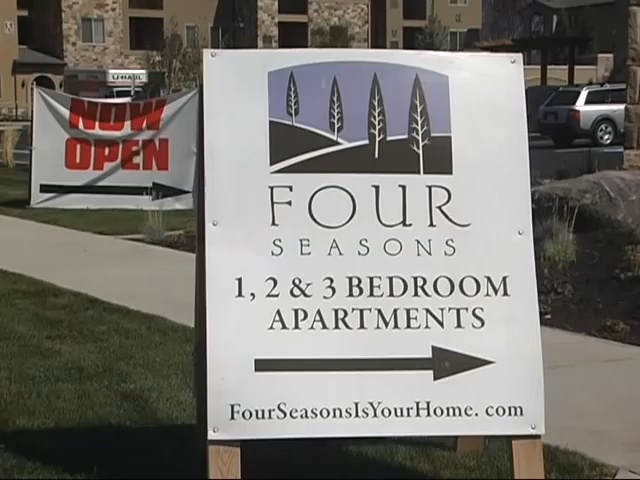 U-HAUL
NOW
OPEN
FOUR
SEASONS
1, 2 & 3 BEDROOM
APARTMENTS
FourSeasonsIsYourHome. com